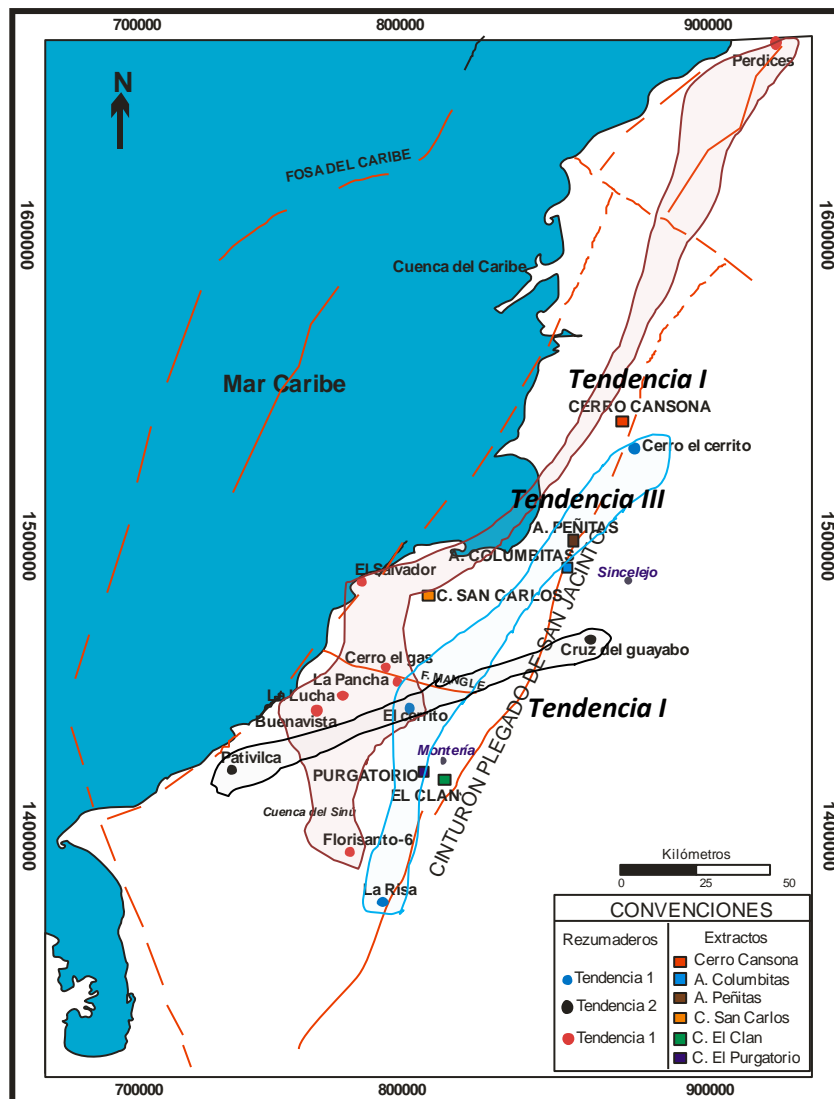 700000 800000 900000
Perdices
N
FOSA DEL CARIBE
1600000
1600000
Cuenca del Caribe
Mar Caribe
Tendencia I
CERRO CANSONA
Cerro el cerrito
Tendencia III
A. PEÑITAS
1500000
1500000
A. COLUMBITAS
El Salvador
Sincelejo
C. SAN CARLOS
CINTURÓN PLEGADO DE SAN JACINTO
Cerro el gas
Cruz del guayabo
La Pancha
F. MANGLE
La Lucha
Buenavista
El cerrito
Tendencia I
Pativilca
Montería
PURGATORIO
EL CLAN
Cuenca del Sinú
1400000
1400000
Florisanto-6
Kilómetros
0 25 50
La Risa
CONVENCIONES
Rezumaderos
Tendencia 1
Tendencia 2
Tendencia 1
Extractos
Cerro Cansona
A. Columbitas
A. Peñitas
C. San Carlos
C. El Clan
C. El Purgatorio
700000 800000 900000